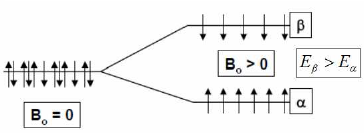 β
B₀ > 0
E_β > E_α
B₀ = 0
α